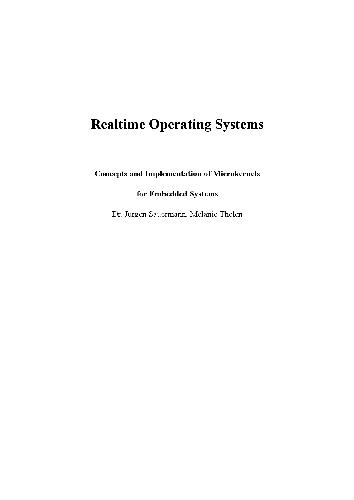 Realtime Operating Systems
Concepts and Implementation of Microkernels
for Embedded Systems
Dr. Jürgen Sauermann, Melanie Thelen